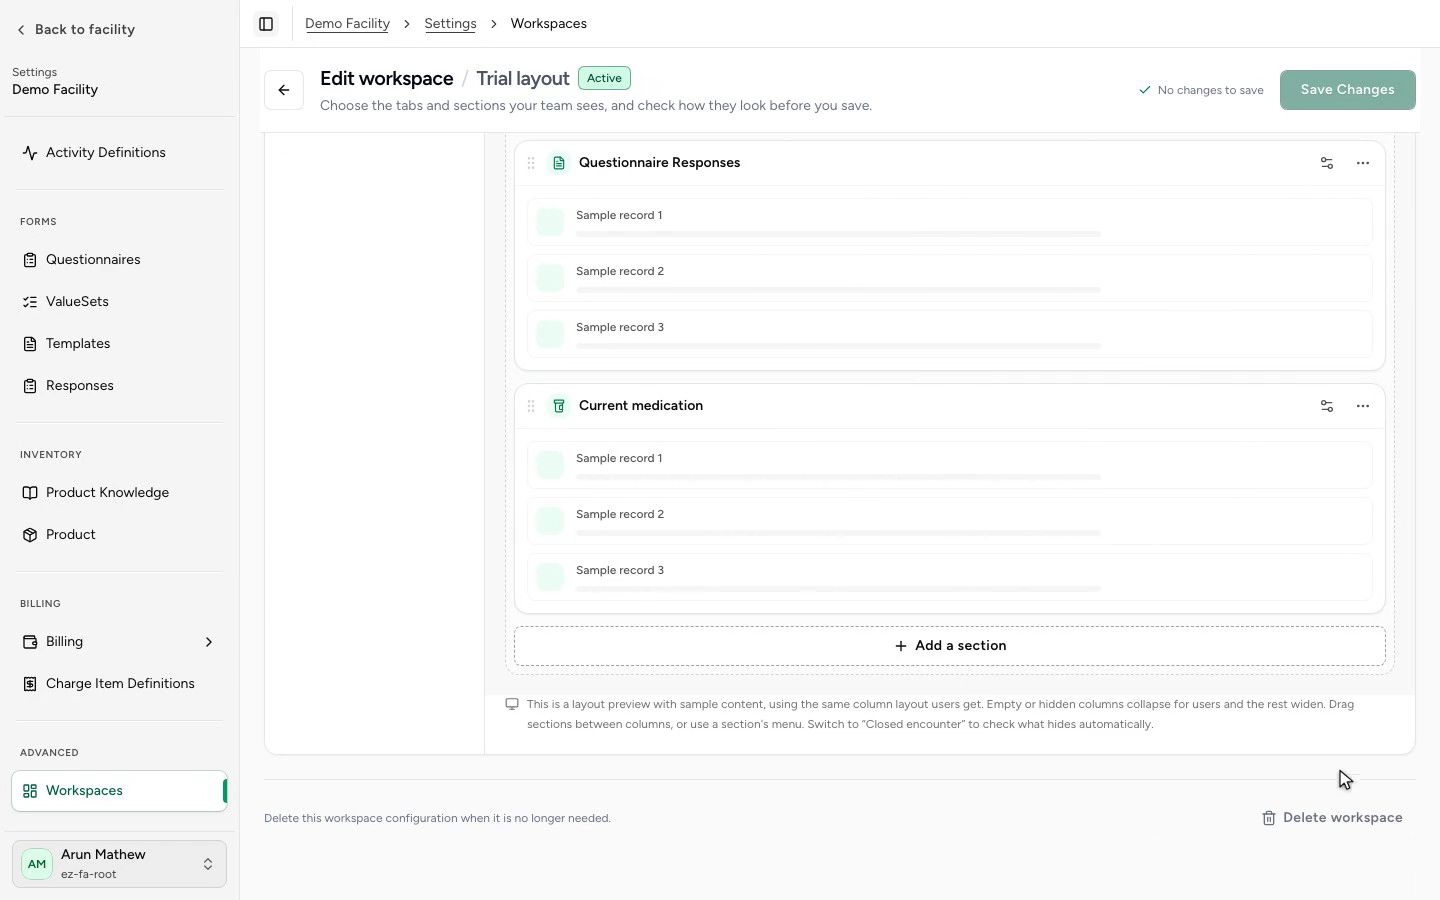 Back to facility
Settings
Demo Facility
Activity Definitions
FORMS
Questionnaires
ValueSets
Templates
Responses
INVENTORY
Product Knowledge
Product
BILLING
Billing
Charge Item Definitions
ADVANCED
Workspaces
AM
Arun Mathew
ez-fa-root
Demo Facility > Settings > Workspaces
Edit workspace / Trial layout Active
Choose the tabs and sections your team sees, and check how they look before you save.
No changes to save
Save Changes
Questionnaire Responses
Sample record 1
Sample record 2
Sample record 3
Current medication
Sample record 1
Sample record 2
Sample record 3
+ Add a section
This is a layout preview with sample content, using the same column layout users get. Empty or hidden columns collapse for users and the rest widen. Drag
sections between columns, or use a section's menu. Switch to “Closed encounter” to check what hides automatically.
Delete this workspace configuration when it is no longer needed.
Delete workspace